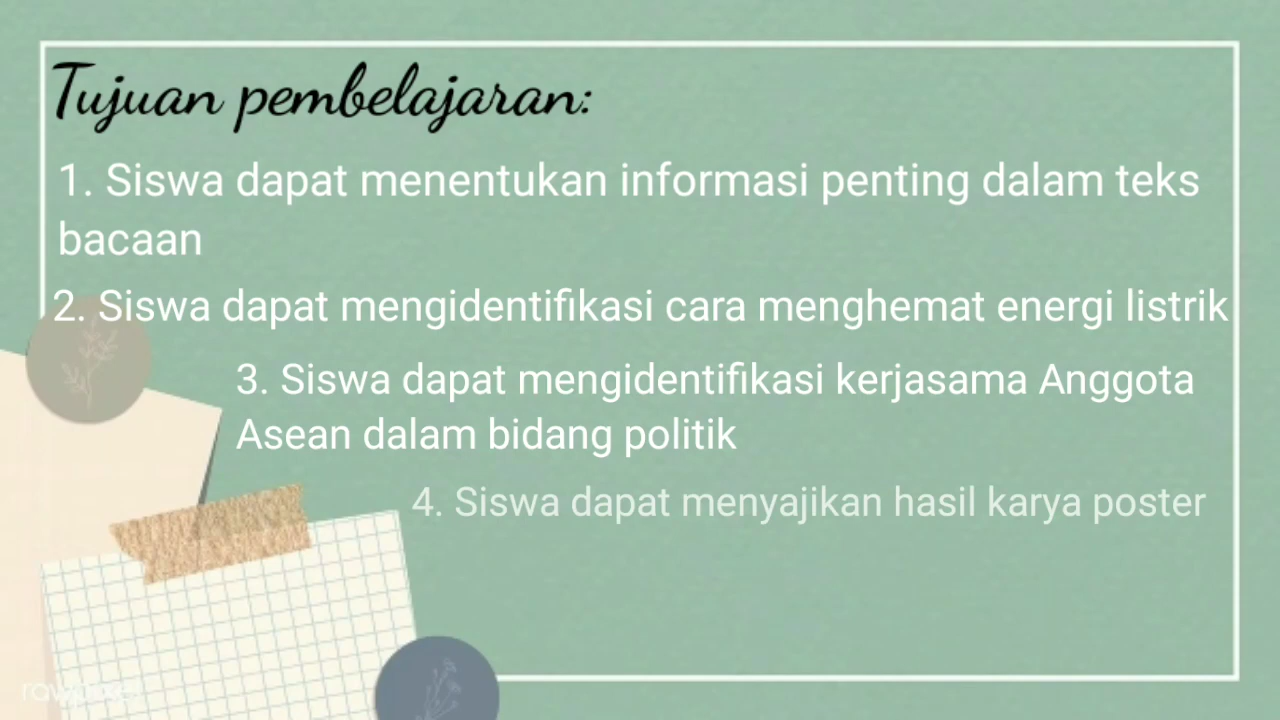 Tujuan pembelajaran:
1. Siswa dapat menentukan informasi penting dalam teks
bacaan
2. Siswa dapat mengidentifikasi cara menghemat energi listrik
3. Siswa dapat mengidentifikasi kerjasama Anggota
Asean dalam bidang politik
4. Siswa dapat menyajikan hasil karya poster